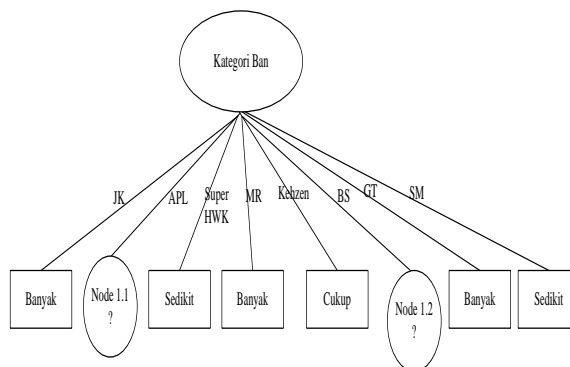 Kategori Ban
JK
APL
Super
HWK
MR
Kehzen
BS
GT
SM
Banyak
Node 1.1
?
Sedikit
Banyak
Cukup
Node 1.2
?
Banyak
Sedikit